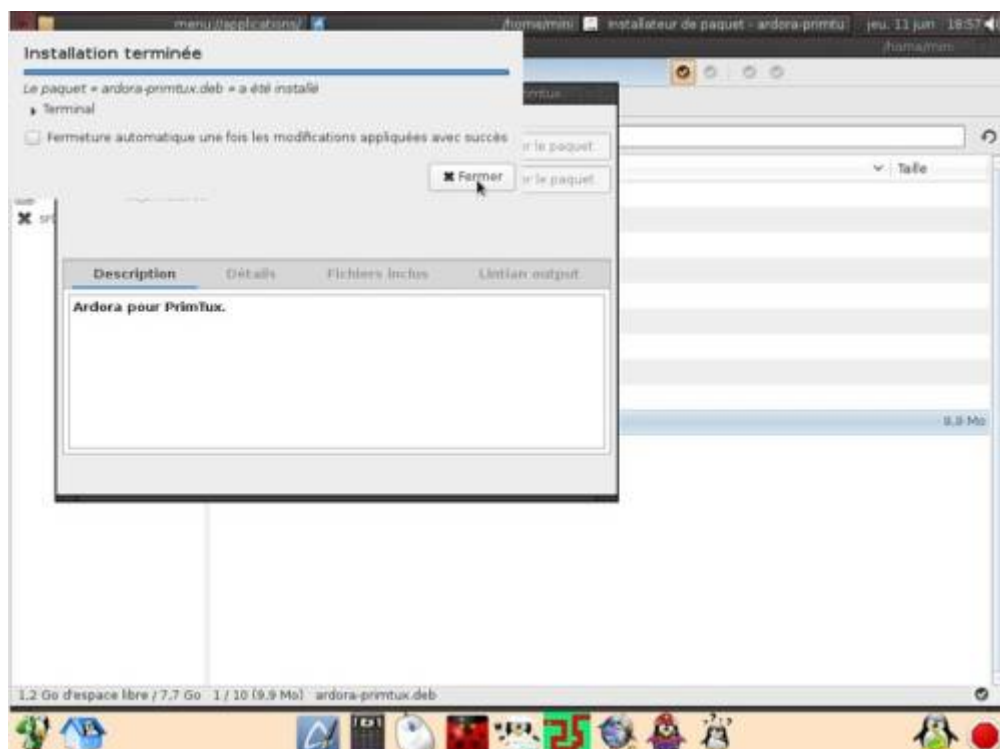 menu://applications/
/home/mini
Installateur de paquet - ardora-primtu
jeu. 11 juin 18:57
/home/mini
Installation terminée
Le paquet « ardora-primtux.deb » a été installé
Terminal
Fermeture automatique une fois les modifications appliquées avec succès
r le paquet
Fermer
r le paquet
Taille
Description
Détails
Fichiers inclus
Lintian output
Ardora pour PrimTux.
9,9 Mo
1,2 Go d'espace libre / 7,7 Go 1 / 10 (9,9 Mo) ardora-primtux.deb